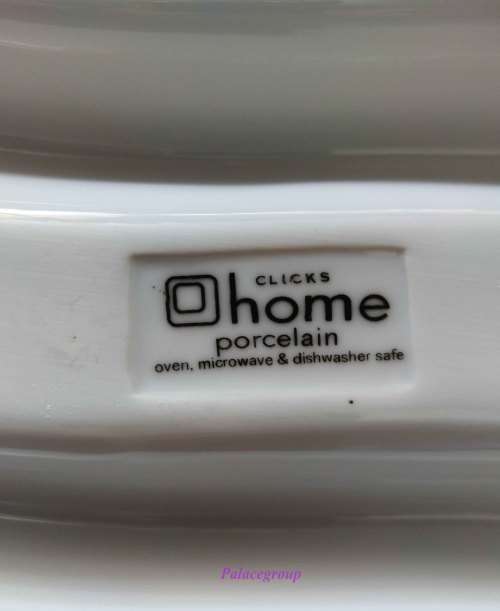 CLICKS
home
porcelain
oven, microwave & dishwasher safe
Palacegroup